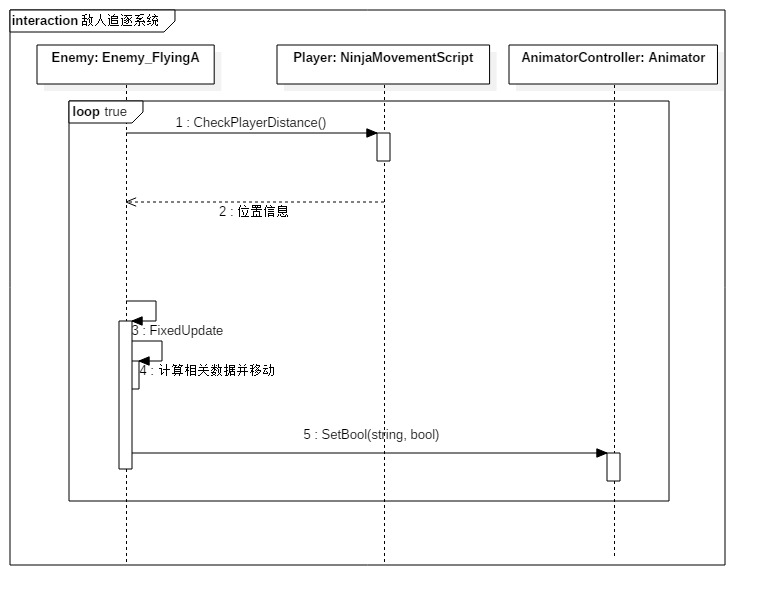 interaction 敌人追逐系统
Enemy: Enemy_FlyingA
Player: NinjaMovementScript
AnimatorController: Animator
loop true
1 : CheckPlayerDistance()
2 : 位置信息
3 : FixedUpdate
4 : 计算相关数据并移动
5 : SetBool(string, bool)